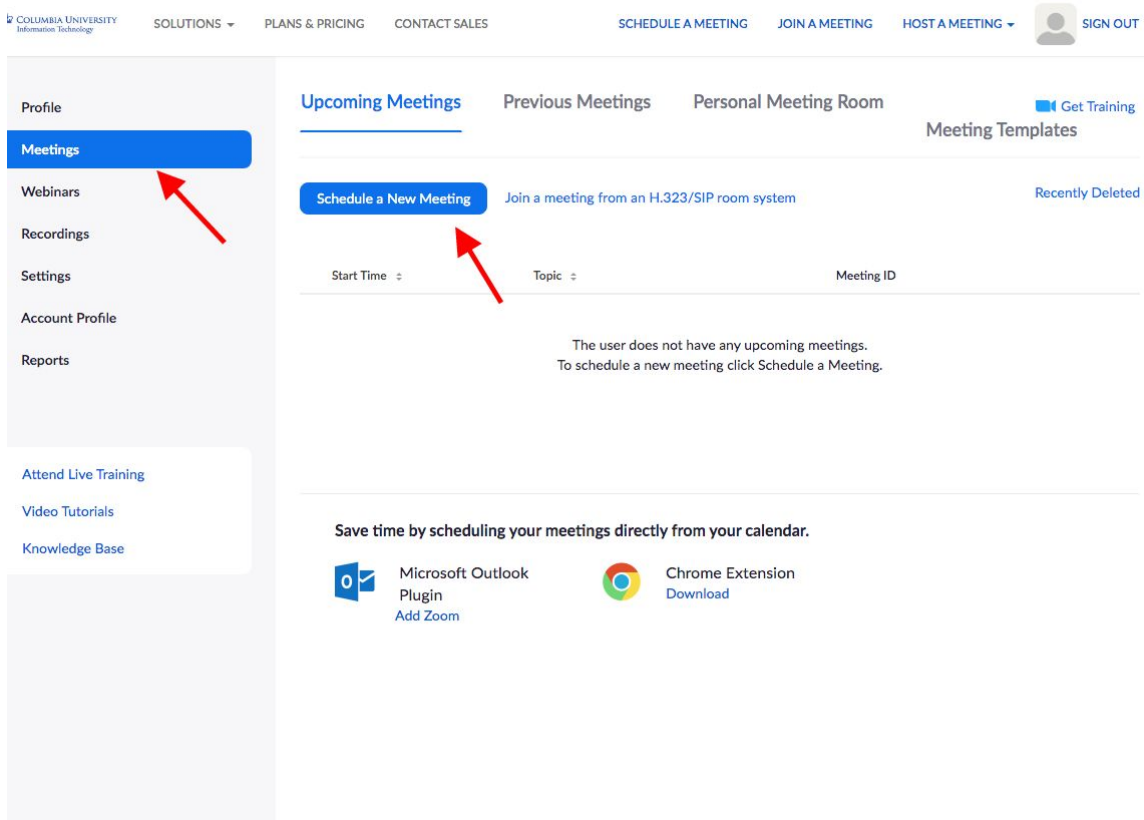 COLUMBIA UNIVERSITY
Information Technology
SOLUTIONS
PLANS & PRICING
CONTACT SALES
SCHEDULE A MEETING
JOIN A MEETING
HOST A MEETING
SIGN OUT
Profile
Meetings
Webinars
Recordings
Settings
Account Profile
Reports
Attend Live Training
Video Tutorials
Knowledge Base
Upcoming Meetings
Previous Meetings
Personal Meeting Room
Meeting Templates
Get Training
Schedule a New Meeting
Join a meeting from an H.323/SIP room system
Recently Deleted
Start Time
Topic
Meeting ID
The user does not have any upcoming meetings.
To schedule a new meeting click Schedule a Meeting.
Save time by scheduling your meetings directly from your calendar.
Microsoft Outlook
Plugin
Add Zoom
Chrome Extension
Download